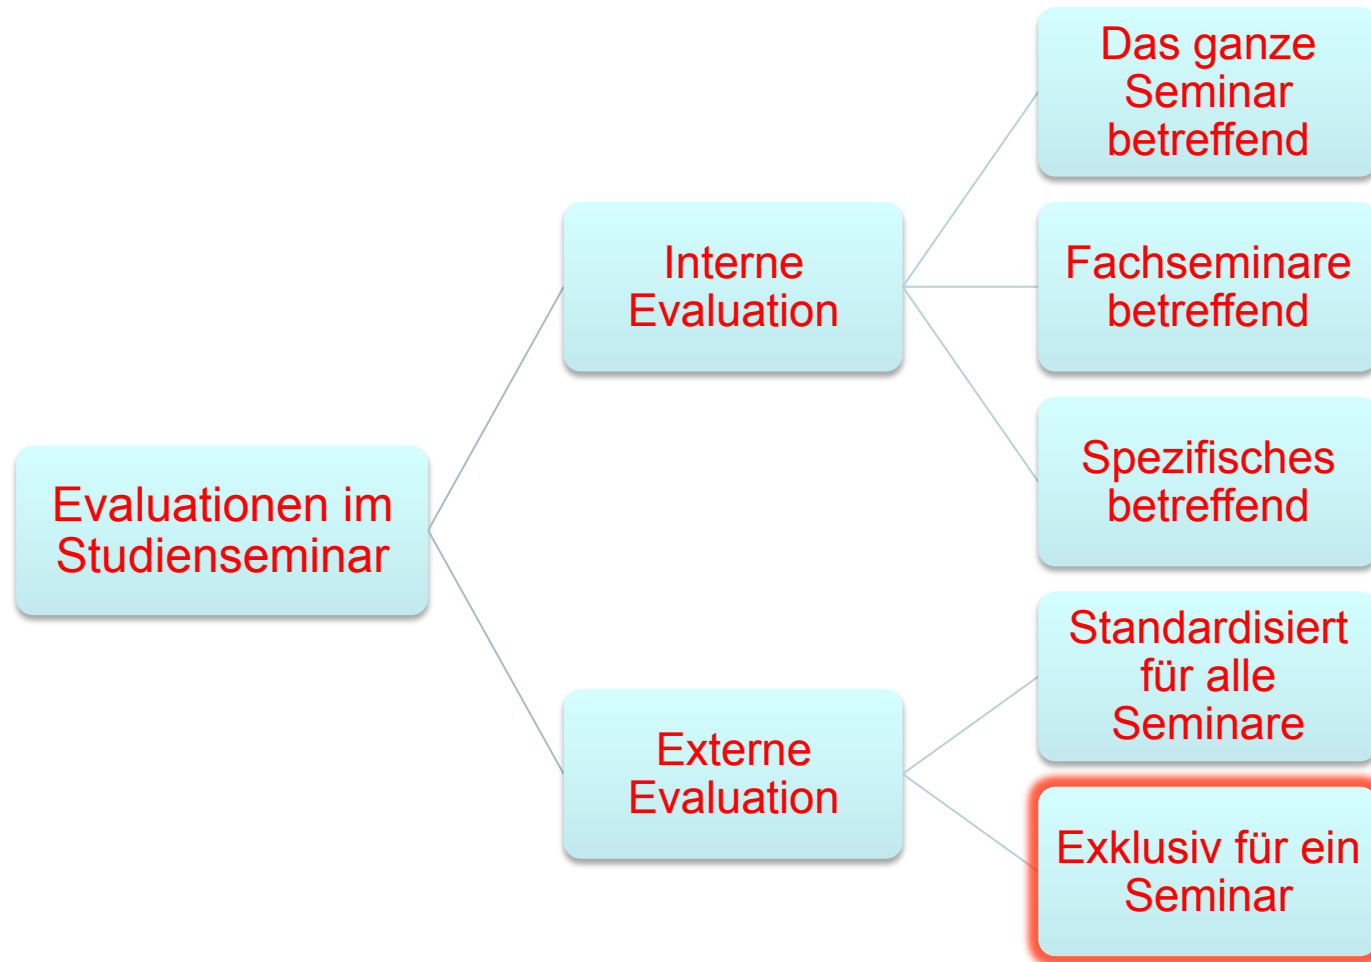 Das ganze
Seminar
betreffend
Interne
Evaluation
Fachseminare
betreffend
Spezifisches
betreffend
Evaluationen im
Studienseminar
Standardisiert
für alle
Seminare
Externe
Evaluation
Exklusiv für ein
Seminar